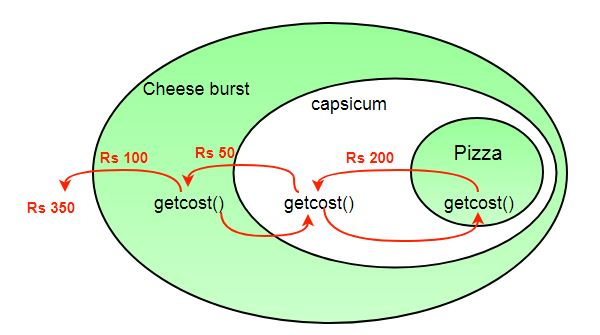 Cheese burst
capsicum
Pizza
Rs 100
Rs 50
Rs 200
Rs 350
getcost()
getcost()
getcost()